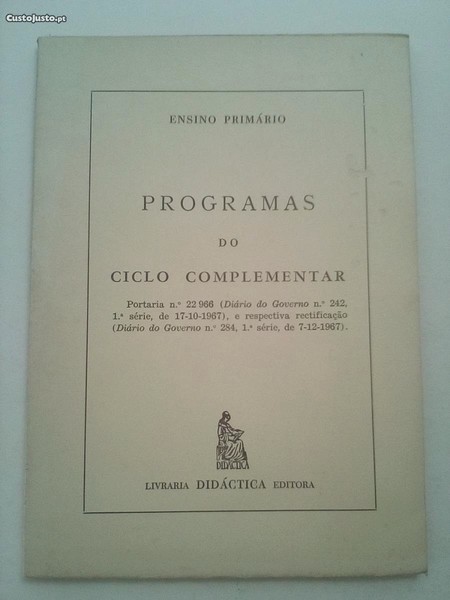 CustoJusto.pt
ENSINO PRIMÁRIO
PROGRAMAS
DO
CICLO COMPLEMENTAR
Portaria n.º 22 966 (Diário do Governo n.º 242,
1.ª série, de 17-10-1967), e respectiva rectificação
(Diário do Governo n.º 284, 1.ª série, de 7-12-1967).
DIDÁCTICA
LIVRARIA DIDÁCTICA EDITORA